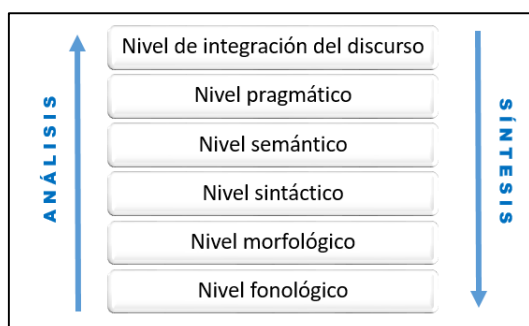 Nivel de integración del discurso
Nivel pragmático
Nivel semántico
Nivel sintáctico
Nivel morfológico
Nivel fonológico
ANÁLISIS
SÍNTESIS